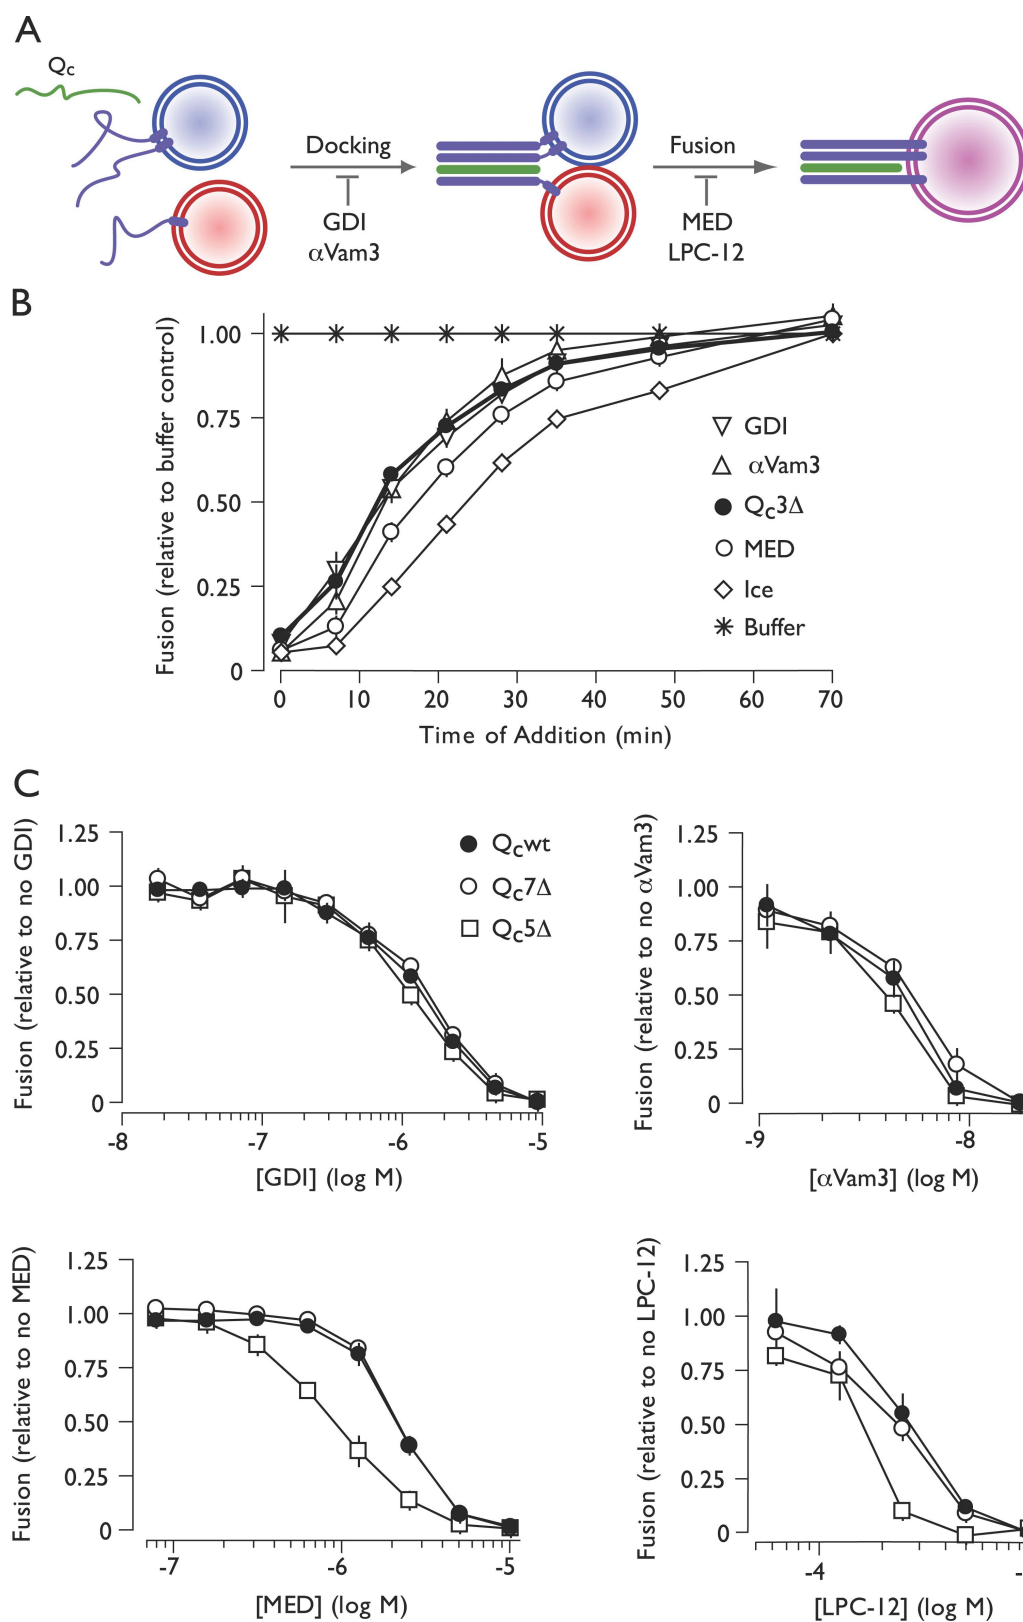 A
Qc
Docking
Fusion
GDI
αVam3
MED
LPC-12
B
Fusion (relative to buffer control)
1.00
0.75
0.50
0.25
0
GDI
αVam3
Qc3Δ
MED
Ice
Buffer
0 10 20 30 40 50 60 70
Time of Addition (min)
C
Fusion (relative to no GDI)
1.25
1.00
0.75
0.50
0.25
0
Qcwt
Qc7Δ
Qc5Δ
-8 -7 -6 -5
[GDI] (log M)
Fusion (relative to no αVam3)
1.25
1.00
0.75
0.50
0.25
0
-9 -8
[αVam3] (log M)
Fusion (relative to no MED)
1.25
1.00
0.75
0.50
0.25
0
-7 -6 -5
[MED] (log M)
Fusion (relative to no LPC-12)
1.25
1.00
0.75
0.50
0.25
0
-4
[LPC-12] (log M)